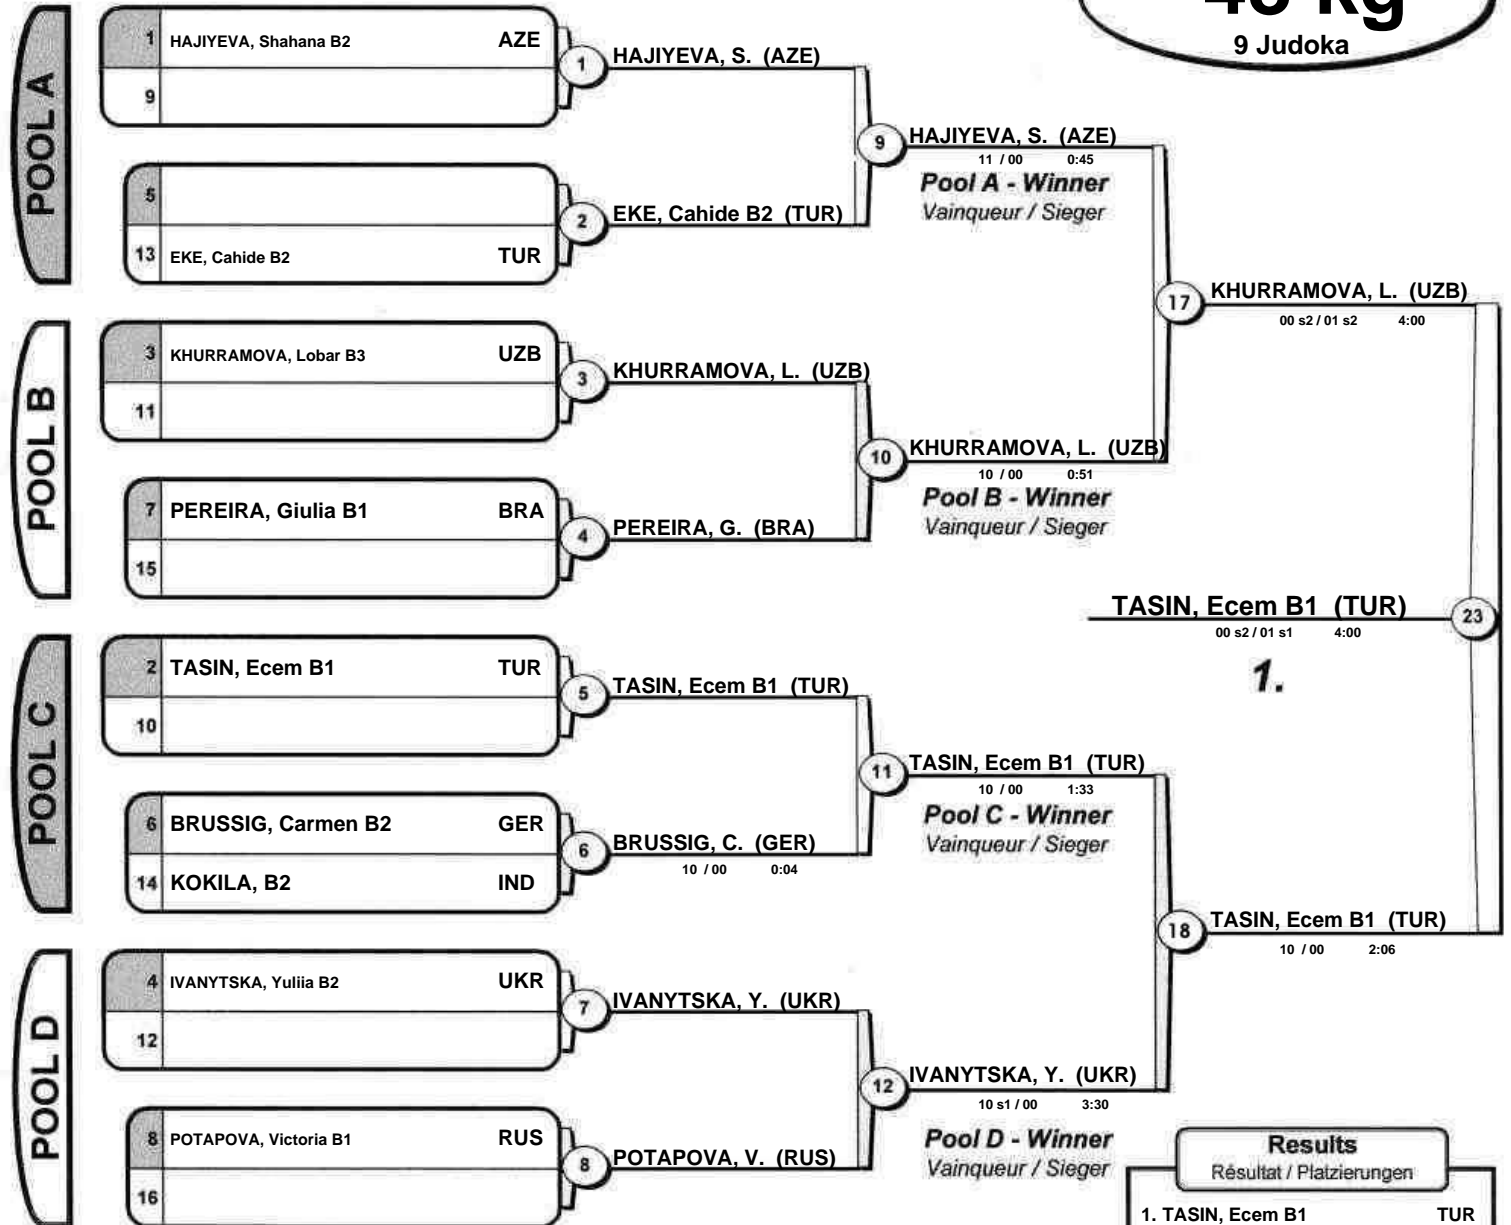 48 kg
9 Judoka
POOL A
1 HAJIYEVA, Shahana B2 AZE
9
1 HAJIYEVA, S. (AZE)
5
13 EKE, Cahide B2 TUR
2 EKE, Cahide B2 (TUR)
9 HAJIYEVA, S. (AZE)
11 / 00 0:45
Pool A - Winner
Vainqueur / Sieger
POOL B
3 KHURRAMOVA, Lobar B3 UZB
11
3 KHURRAMOVA, L. (UZB)
7 PEREIRA, Giulia B1 BRA
15
4 PEREIRA, G. (BRA)
10 KHURRAMOVA, L. (UZB)
10 / 00 0:51
Pool B - Winner
Vainqueur / Sieger
17 KHURRAMOVA, L. (UZB)
00 s2 / 01 s2 4:00
TASIN, Ecem B1 (TUR) 23
00 s2 / 01 s1 4:00
1.
POOL C
2 TASIN, Ecem B1 TUR
10
5 TASIN, Ecem B1 (TUR)
6 BRUSSIG, Carmen B2 GER
14 KOKILA, B2 IND
6 BRUSSIG, C. (GER)
10 / 00 0:04
11 TASIN, Ecem B1 (TUR)
10 / 00 1:33
Pool C - Winner
Vainqueur / Sieger
18 TASIN, Ecem B1 (TUR)
10 / 00 2:06
POOL D
4 IVANYTSKA, Yuliia B2 UKR
12
7 IVANYTSKA, Y. (UKR)
8 POTAPOVA, Victoria B1 RUS
16
8 POTAPOVA, V. (RUS)
12 IVANYTSKA, Y. (UKR)
10 s1 / 00 3:30
Pool D - Winner
Vainqueur / Sieger
Results
Résultat / Platzierungen
1. TASIN, Ecem B1 TUR